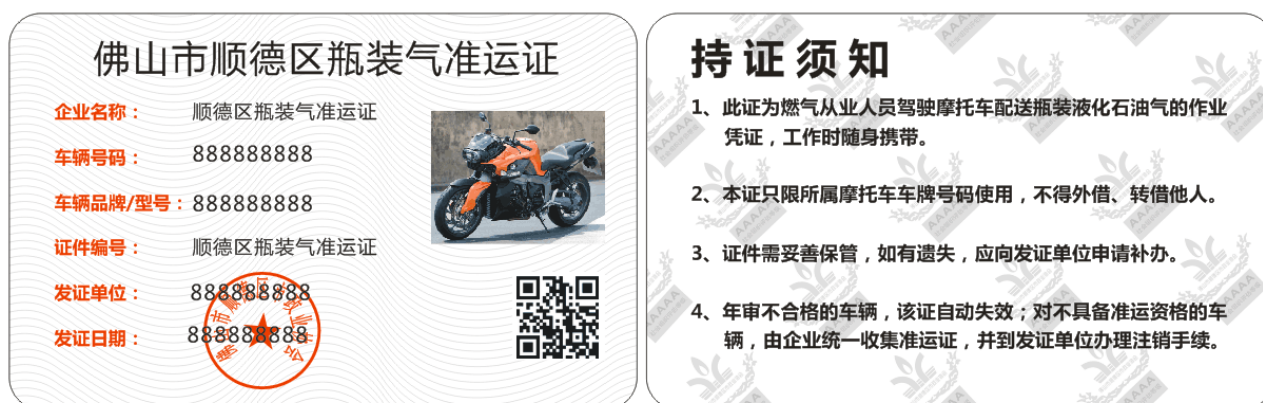 佛山市顺德区瓶装气准运证
企业名称： 顺德区瓶装气准运证
车辆号码： 888888888
车辆品牌/型号： 888888888
证件编号： 顺德区瓶装气准运证
发证单位： 888888888
发证日期： 888888888
持证须知
1、此证为燃气从业人员驾驶摩托车配送瓶装液化石油气的作业
凭证，工作时随身携带。
2、本证只限所属摩托车车牌号码使用，不得外借、转借他人。
3、证件需妥善保管，如有遗失，应向发证单位申请补办。
4、年审不合格的车辆，该证自动失效；对不具备准运资格的车
辆，由企业统一收集准运证，并到发证单位办理注销手续。
AAAA